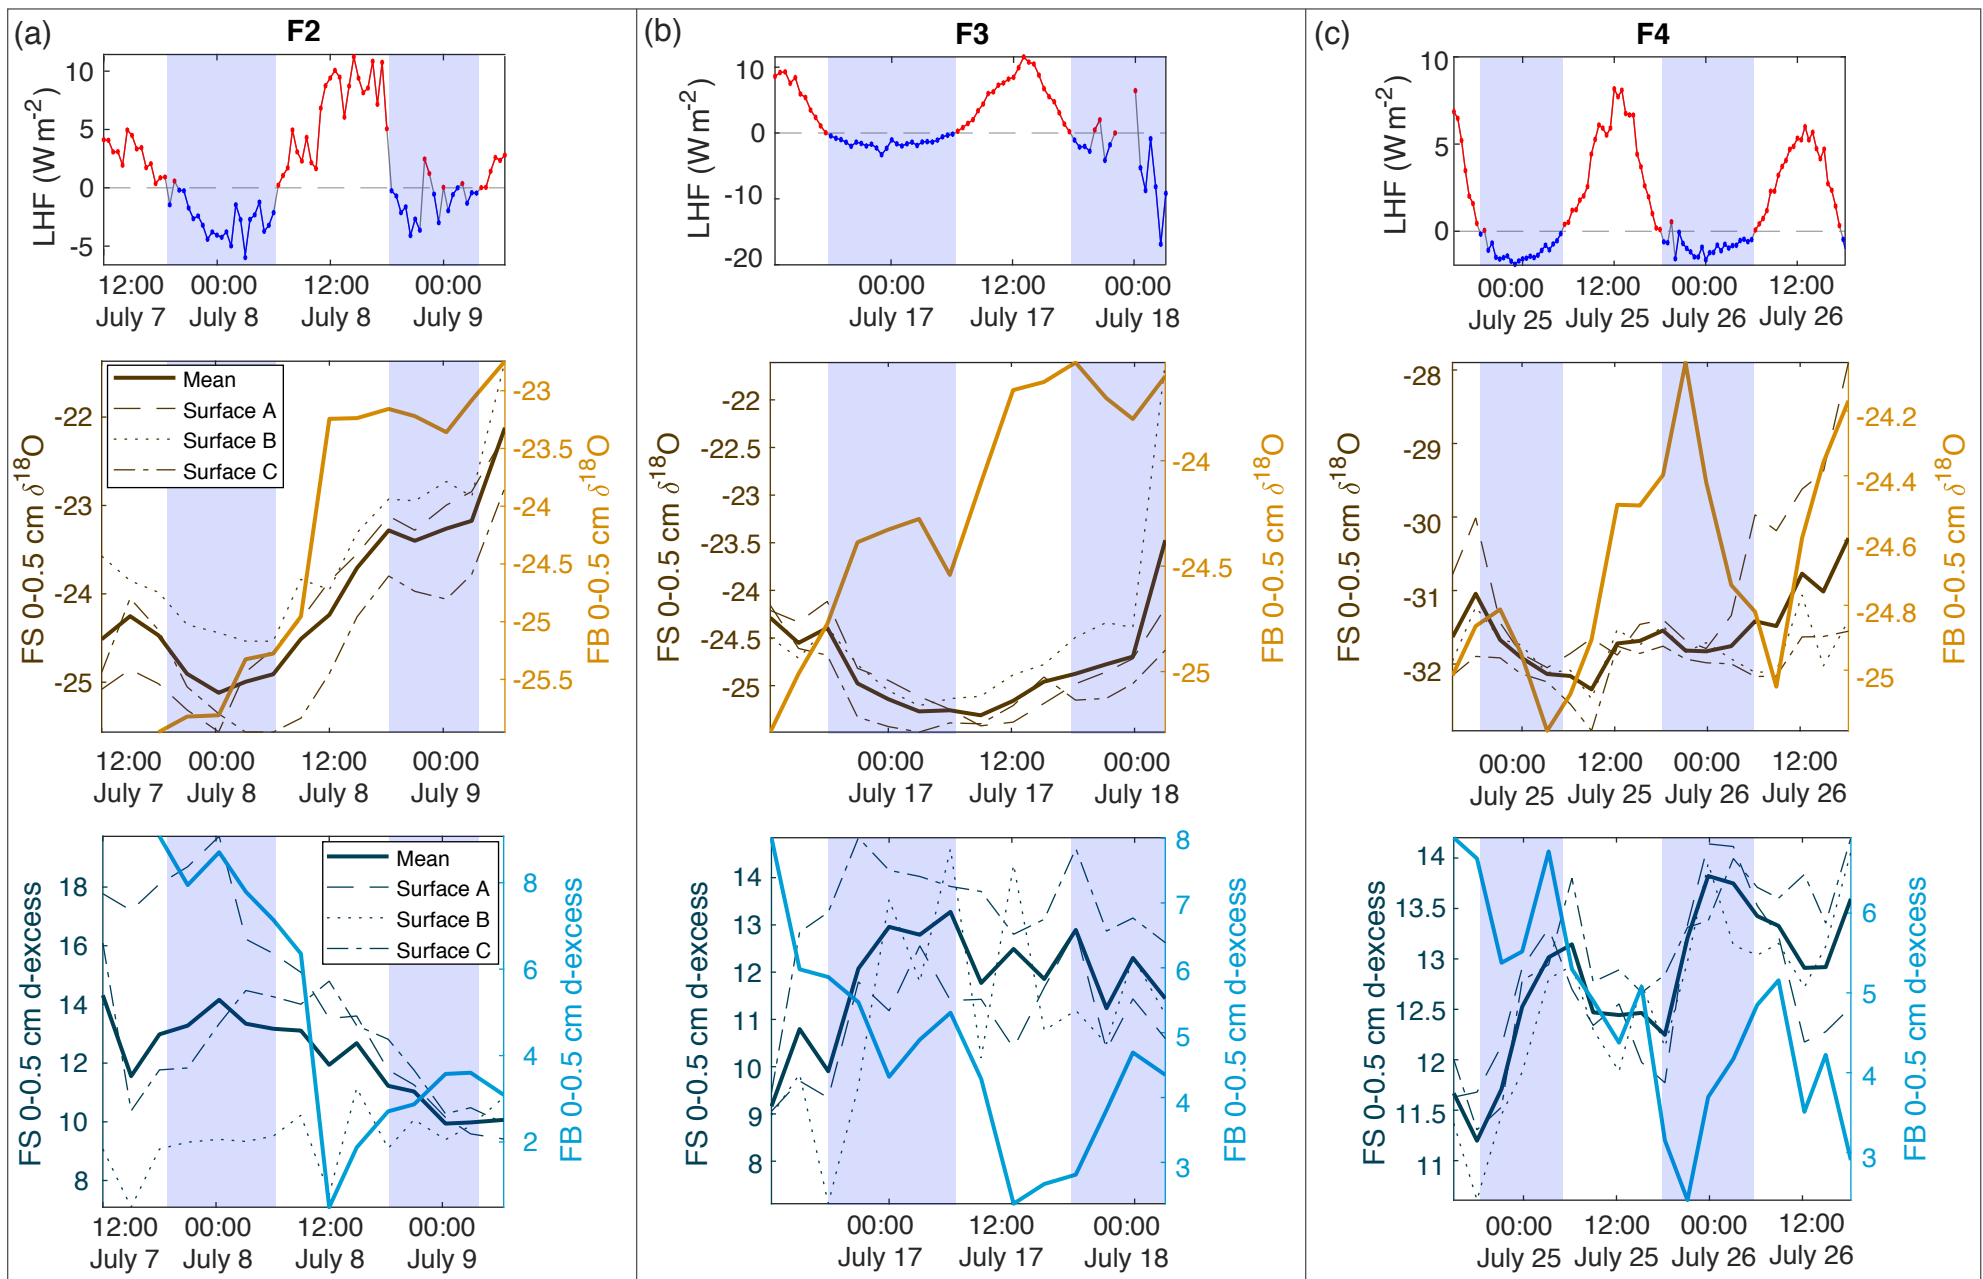 (a)
F2
LHF (W m-2)
10
5
0
-5
12:00
July 7
00:00
July 8
12:00
July 8
00:00
July 9
FS 0-0.5 cm δ18O
-22
-23
-24
-25
Mean
Surface A
Surface B
Surface C
-23
-23.5
-24
-24.5
-25
-25.5
FB 0-0.5 cm δ18O
12:00
July 7
00:00
July 8
12:00
July 8
00:00
July 9
FS 0-0.5 cm d-excess
18
16
14
12
10
8
Mean
Surface A
Surface B
Surface C
8
6
4
2
FB 0-0.5 cm d-excess
12:00
July 7
00:00
July 8
12:00
July 8
00:00
July 9
(b)
F3
LHF (W m-2)
10
0
-10
-20
00:00
July 17
12:00
July 17
00:00
July 18
FS 0-0.5 cm δ18O
-22
-22.5
-23
-23.5
-24
-24.5
-25
-24
-24.5
-25
FB 0-0.5 cm δ18O
00:00
July 17
12:00
July 17
00:00
July 18
FS 0-0.5 cm d-excess
14
13
12
11
10
9
8
8
7
6
5
4
3
FB 0-0.5 cm d-excess
00:00
July 17
12:00
July 17
00:00
July 18
(c)
F4
LHF (W m-2)
10
5
0
00:00
July 25
12:00
July 25
00:00
July 26
12:00
July 26
FS 0-0.5 cm δ18O
-28
-29
-30
-31
-32
-24.2
-24.4
-24.6
-24.8
-25
FB 0-0.5 cm δ18O
00:00
July 25
12:00
July 25
00:00
July 26
12:00
July 26
FS 0-0.5 cm d-excess
14
13.5
13
12.5
12
11.5
11
6
5
4
3
FB 0-0.5 cm d-excess
00:00
July 25
12:00
July 25
00:00
July 26
12:00
July 26